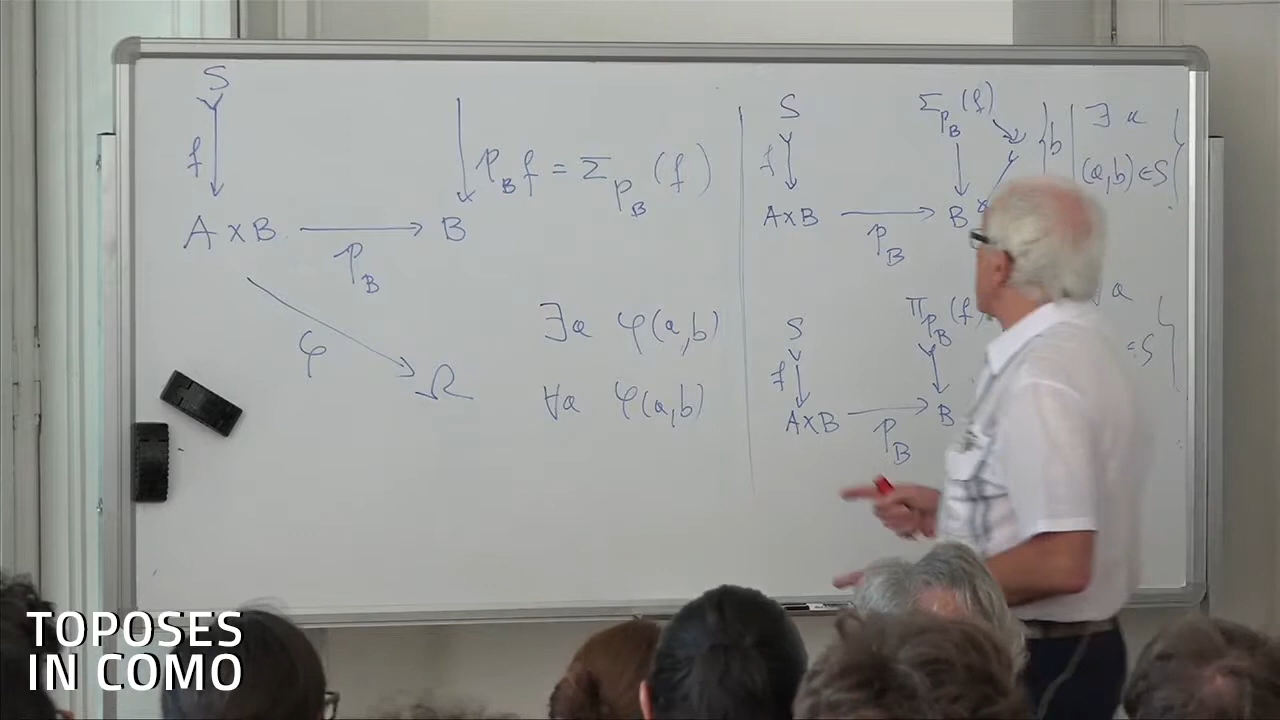 S
f
A × B
p_B
B
p_B f = Σ_{p_B} (f)
φ
Ω
∃a φ(a,b)
∀a φ(a,b)
S
f
A×B
p_B
B
Σ_{p_B} (f)
{b | ∃ a
(a,b) ∈ S}
S
f
A×B
p_B
B
Π_{p_B} (f)
a
∈ S}
TOPOSES
IN COMO